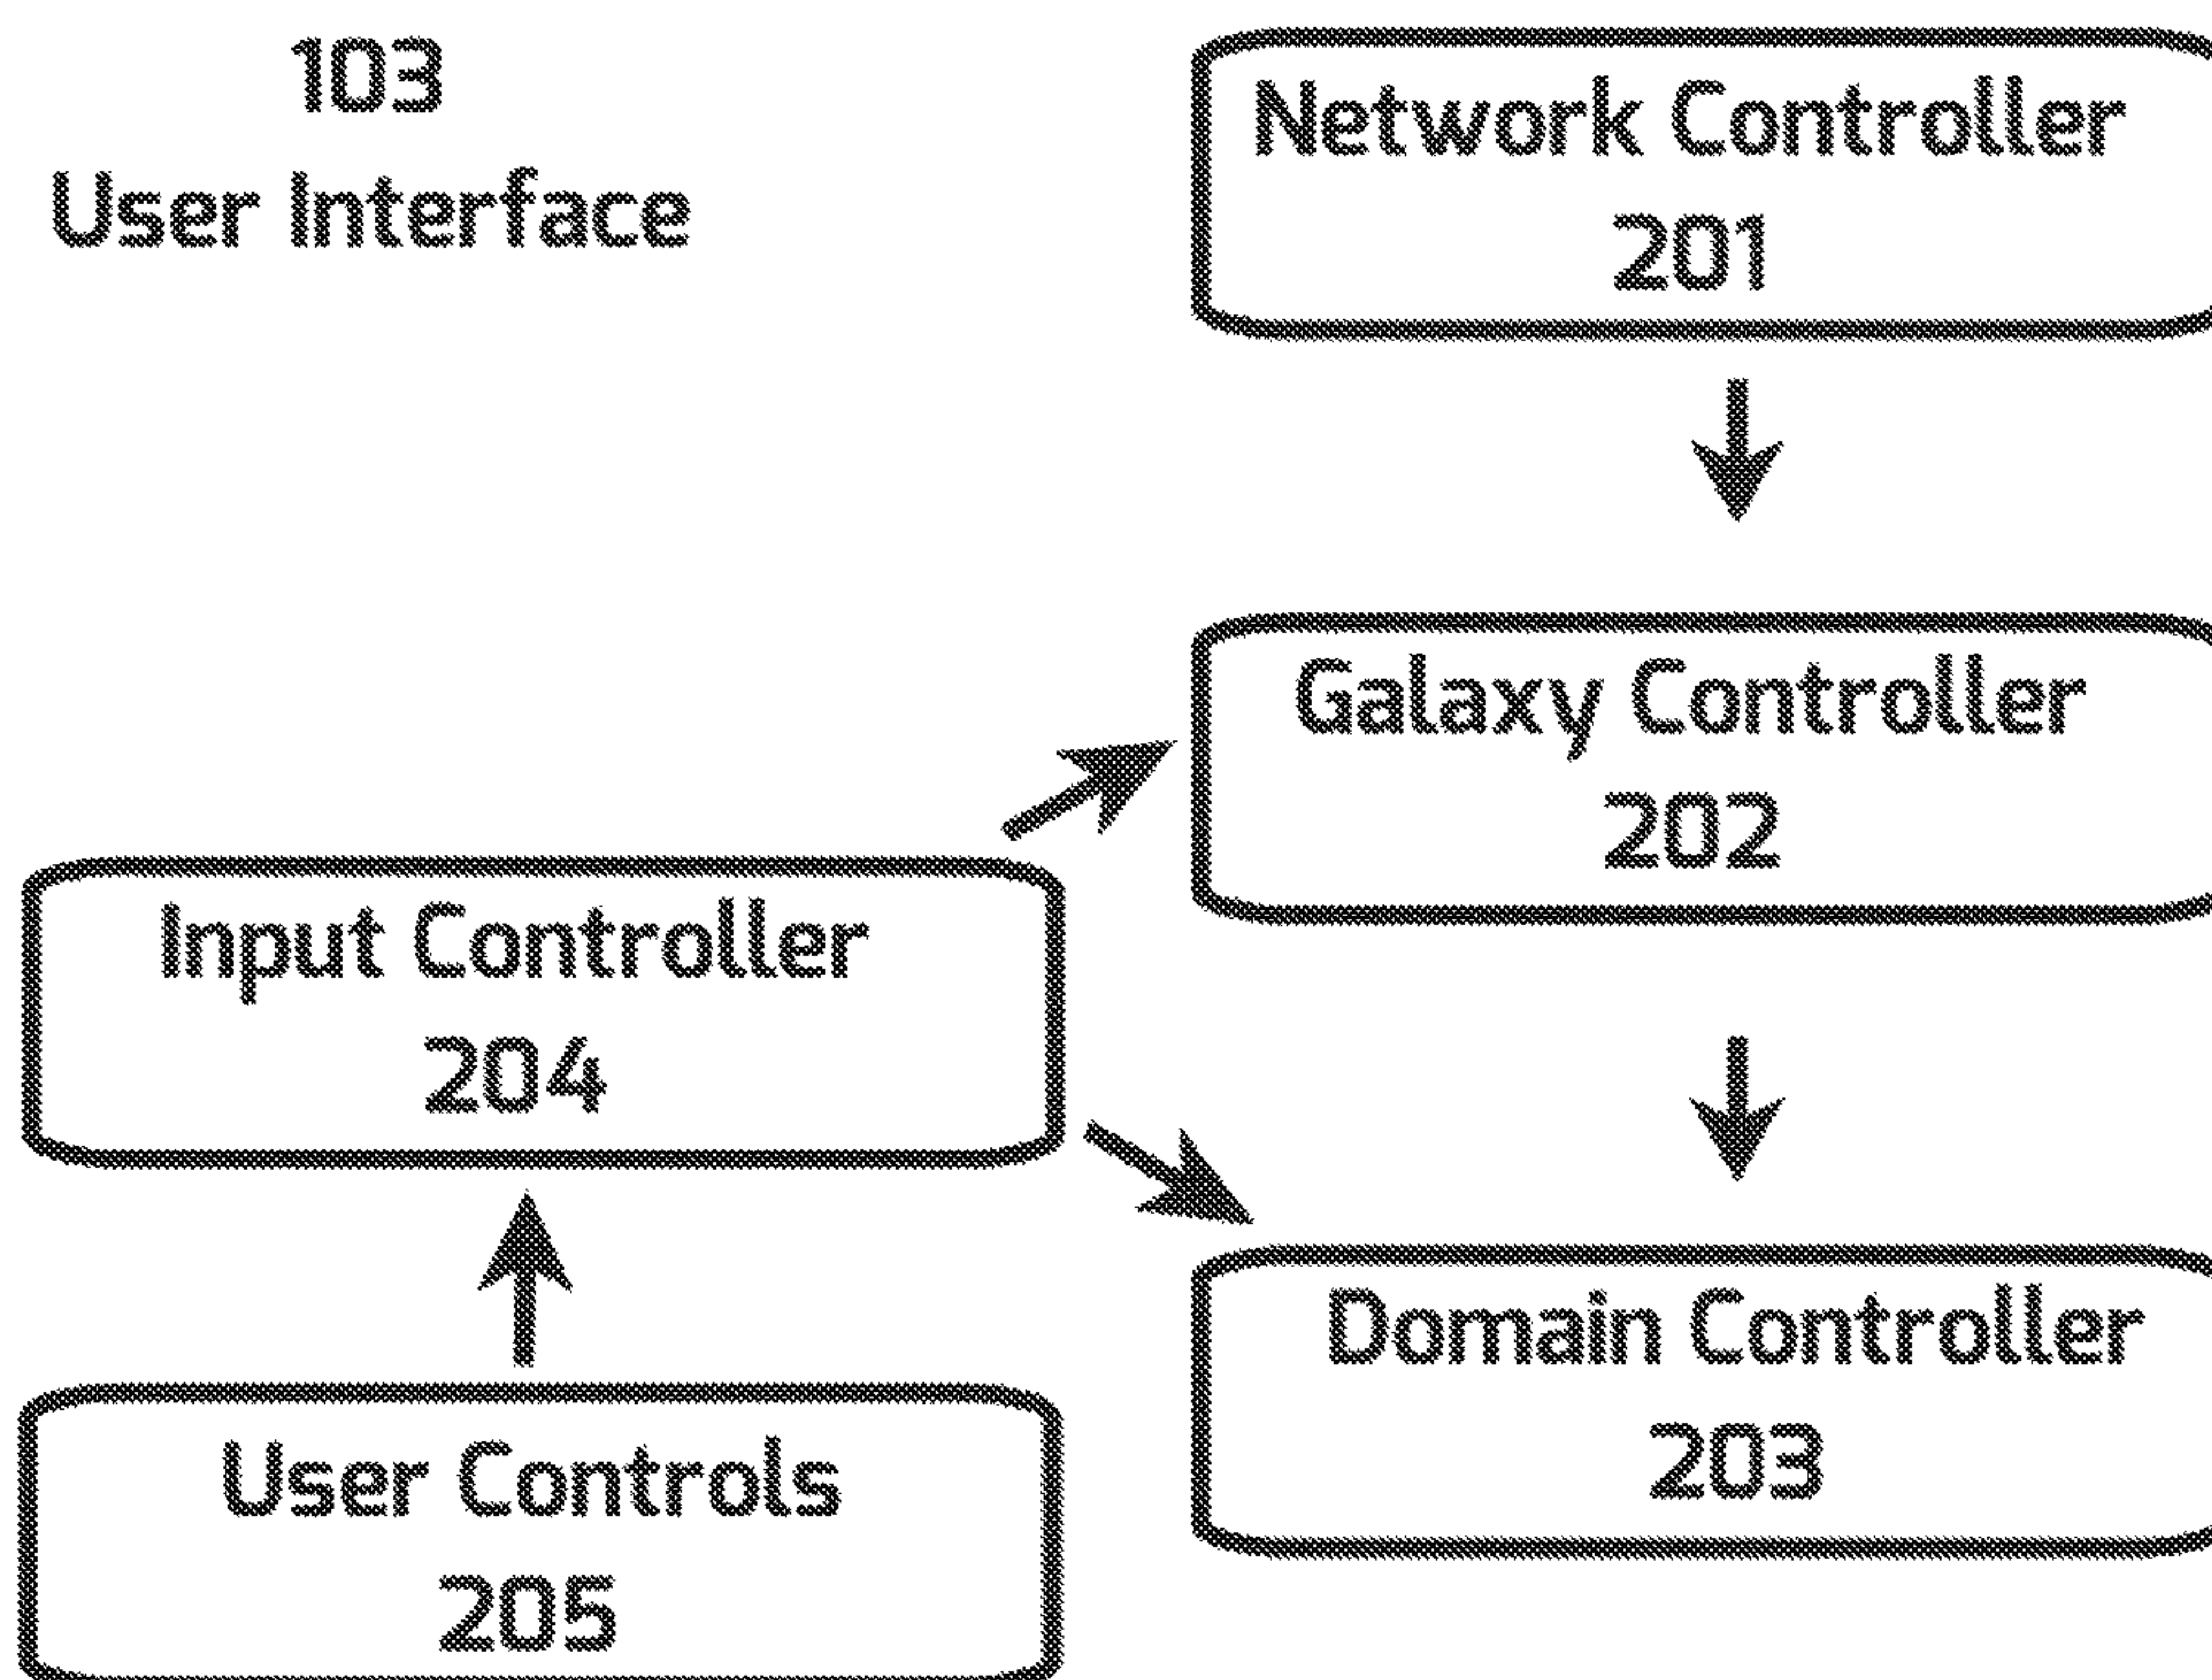 103
User Interface
Network Controller
201
Galaxy Controller
202
Input Controller
204
Domain Controller
203
User Controls
205